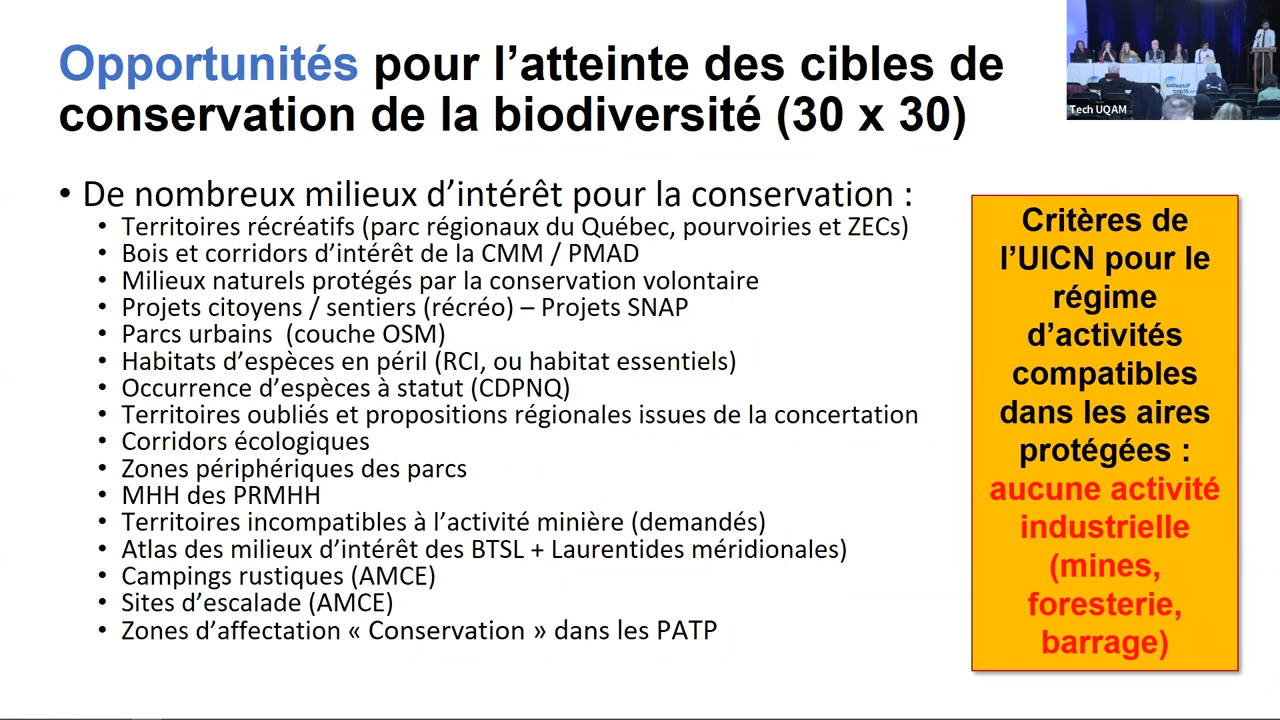 Opportunités pour l’atteinte des cibles de
conservation de la biodiversité (30 x 30)
Tech UQAM
collectif
cop15.org
• De nombreux milieux d’intérêt pour la conservation :
• Territoires récréatifs (parc régionaux du Québec, pourvoiries et ZECs)
• Bois et corridors d’intérêt de la CMM / PMAD
• Milieux naturels protégés par la conservation volontaire
• Projets citoyens / sentiers (récréo) – Projets SNAP
• Parcs urbains (couche OSM)
• Habitats d’espèces en péril (RCI, ou habitat essentiels)
• Occurrence d’espèces à statut (CDPNQ)
• Territoires oubliés et propositions régionales issues de la concertation
• Corridors écologiques
• Zones périphériques des parcs
• MHH des PRMHH
• Territoires incompatibles à l’activité minière (demandés)
• Atlas des milieux d’intérêt des BTSL + Laurentides méridionales)
• Campings rustiques (AMCE)
• Sites d’escalade (AMCE)
• Zones d’affectation « Conservation » dans les PATP
Critères de
l’UICN pour le
régime
d’activités
compatibles
dans les aires
protégées :
aucune activité
industrielle
(mines,
foresterie,
barrage)